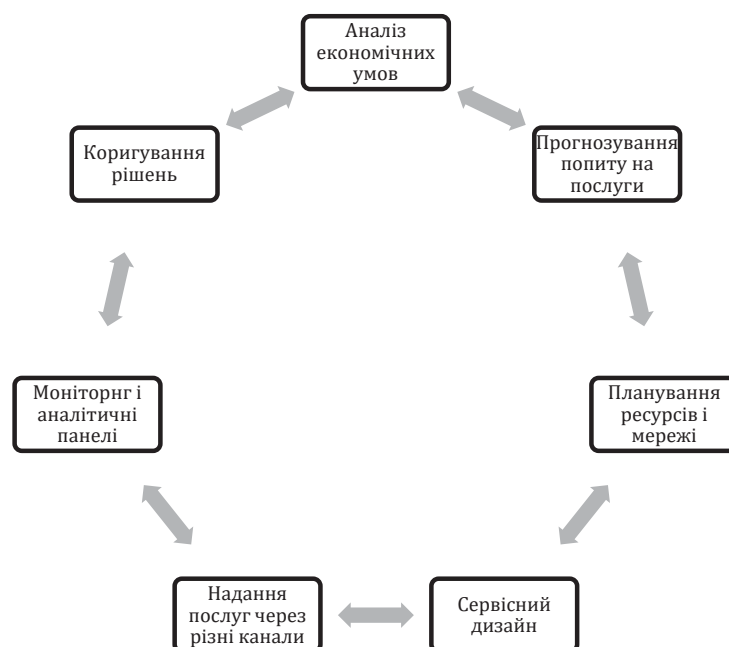 Аналіз
економічних
умов
Прогнозування
попиту на
послуги
Планування
ресурсів і
мережі
Сервісний
дизайн
Надання
послуг через
різні канали
Моніторнг і
аналітичні
панелі
Коригування
рішень